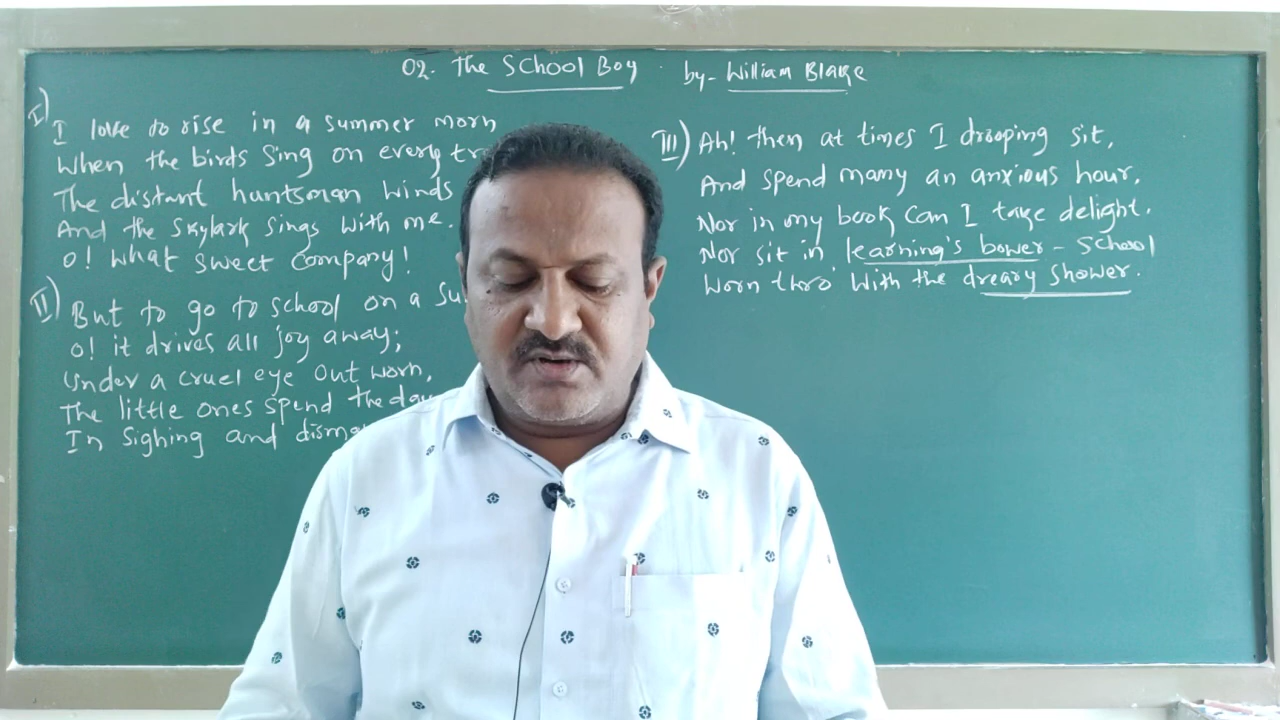 02. The School Boy by- William Blake
I)
I love to rise in a summer morn
When the birds sing on every
The distant huntsman winds
And the skylark sings with me.
O! what sweet company!
II)
But to go to school on a
O! it drives all joy away;
Under a cruel eye out worn,
The little ones spend the day
In sighing and
III) Ah! then at times I drooping sit,
And spend many an anxious hour,
Nor in my book can I take delight,
Nor sit in learning's bower - School
Worn thro' with the dreary shower.